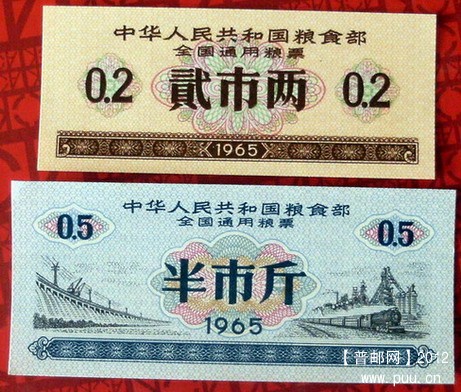 中华人民共和国粮食部
全国通用粮票
0.2 貳市两 0.2
1965
中华人民共和国粮食部
全国通用粮票
0.5 0.5
半市斤
1965
【普邮网】2012
www.puu.cn